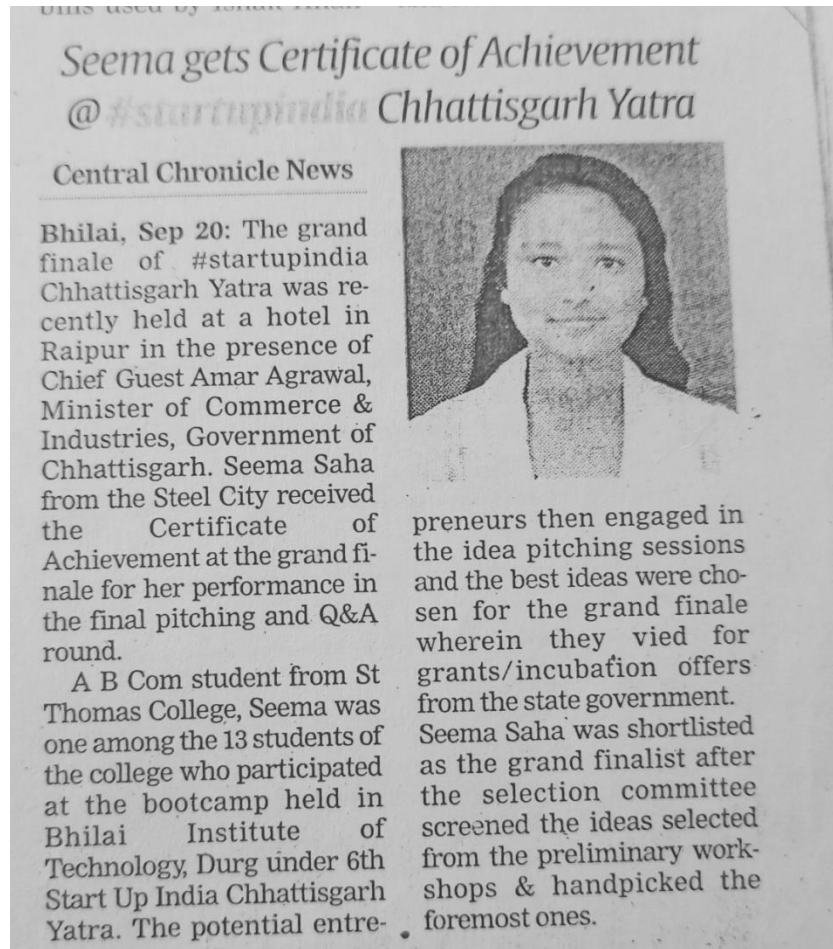 Seema gets Certificate of Achievement
@ #startupindia Chhattisgarh Yatra
Central Chronicle News
Bhilai, Sep 20: The grand
finale of #startupindia
Chhattisgarh Yatra was re-
cently held at a hotel in
Raipur in the presence of
Chief Guest Amar Agrawal,
Minister of Commerce &
Industries, Government of
Chhattisgarh. Seema Saha
from the Steel City received
the Certificate of
Achievement at the grand fi-
nale for her performance in
the final pitching and Q&A
round.
A B Com student from St
Thomas College, Seema was
one among the 13 students of
the college who participated
at the bootcamp held in
Bhilai Institute of
Technology, Durg under 6th
Start Up India Chhattisgarh
Yatra. The potential entre-
preneurs then engaged in
the idea pitching sessions
and the best ideas were cho-
sen for the grand finale
wherein they vied for
grants/incubation offers
from the state government.
Seema Saha was shortlisted
as the grand finalist after
the selection committee
screened the ideas selected
from the preliminary work-
shops & handpicked the
foremost ones.